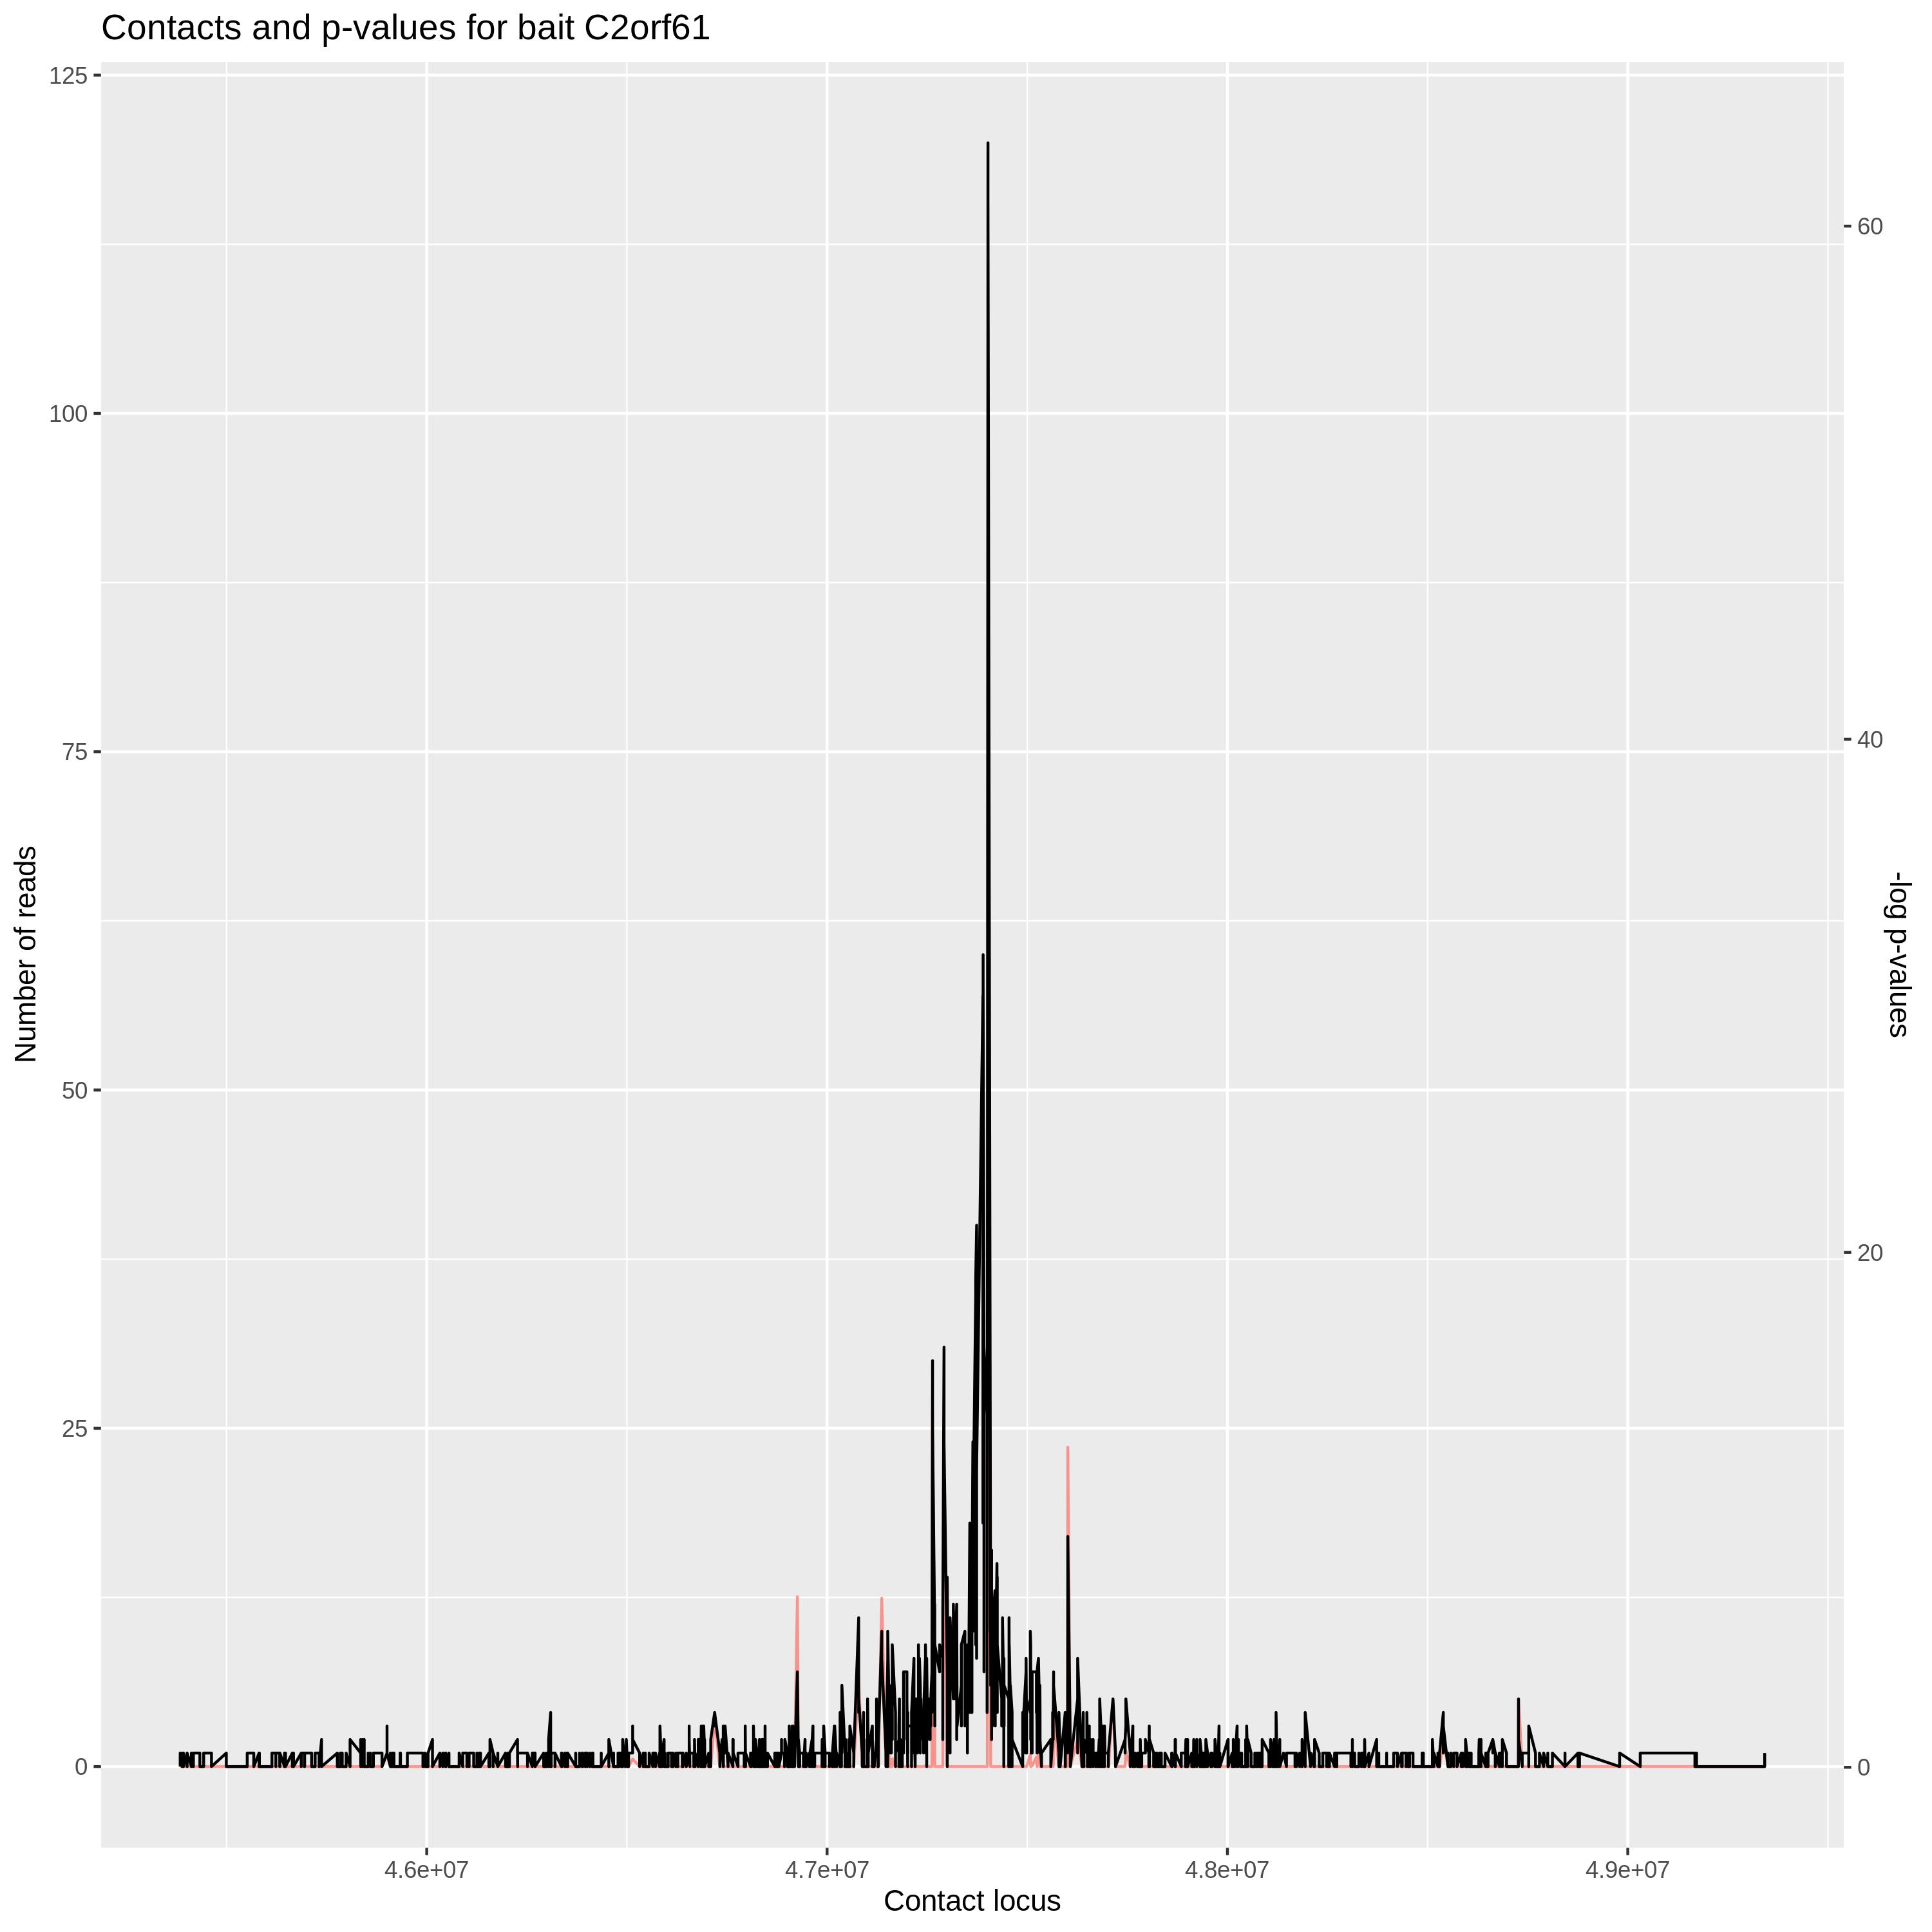 Contacts and p-values for bait C2orf61
125
100
75
50
25
0
Number of reads
60
40
20
0
-log p-values
4.6e+07
4.7e+07
4.8e+07
4.9e+07
Contact locus